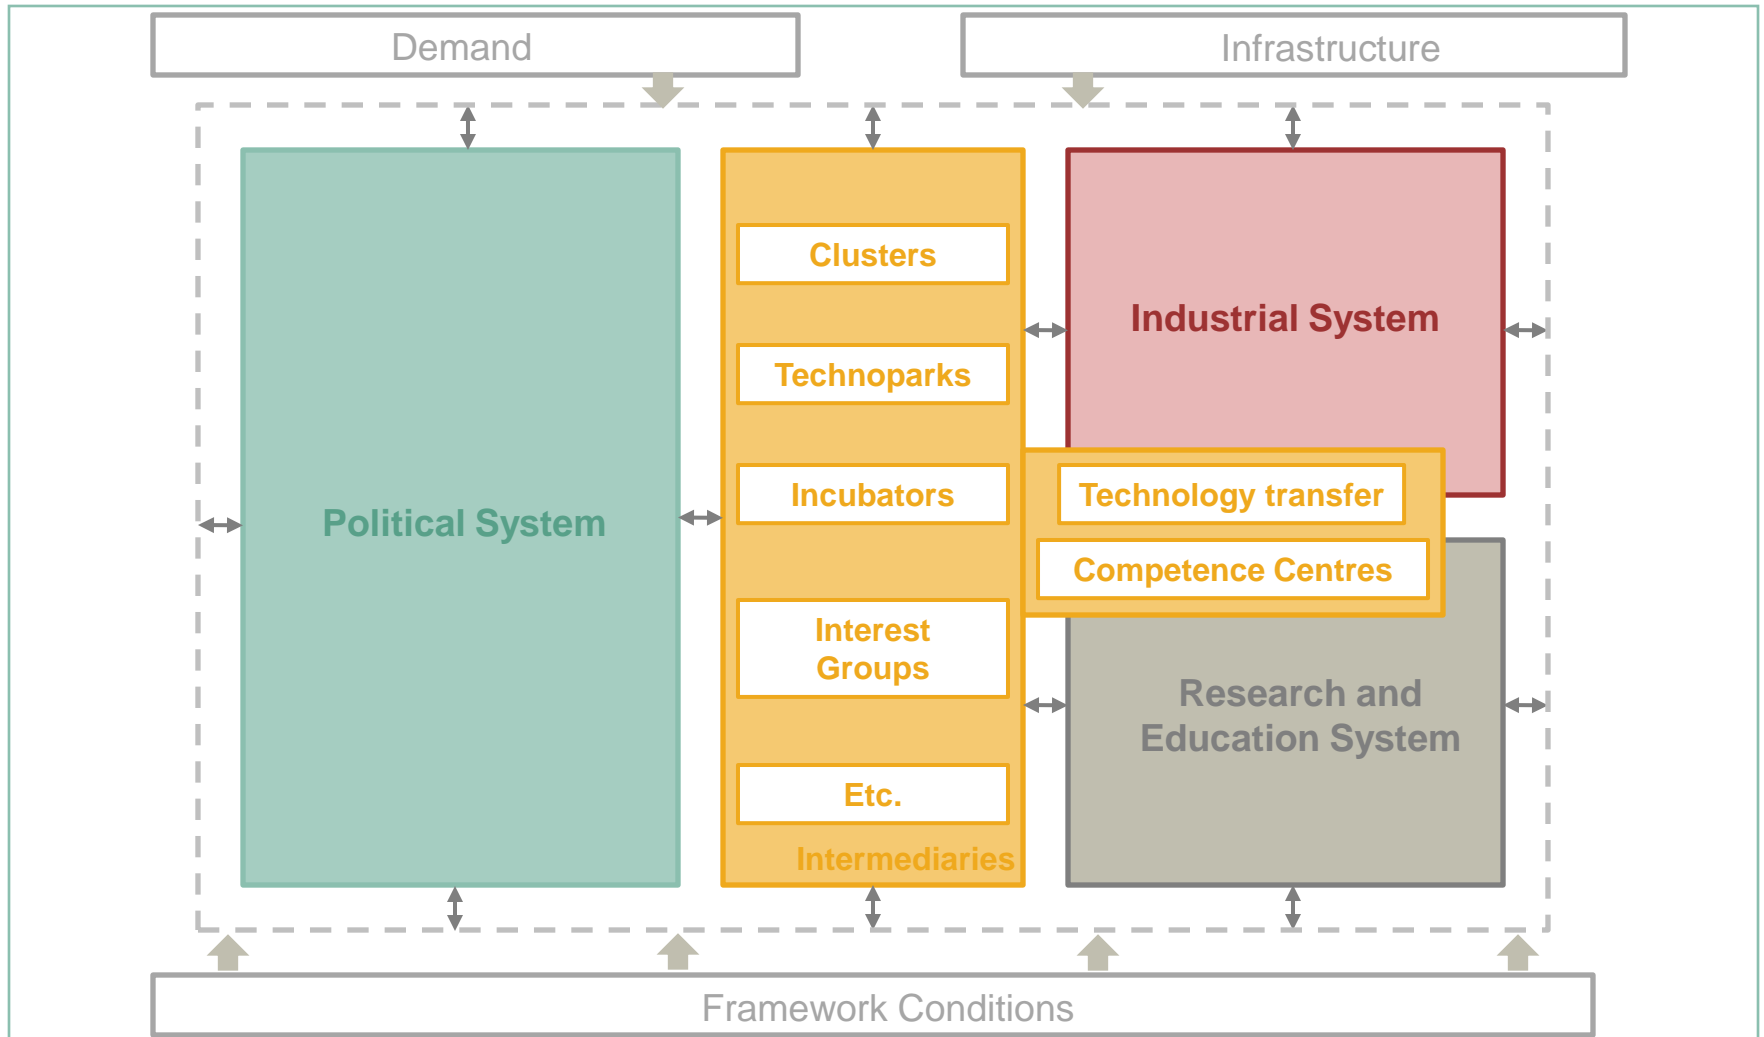 Demand
Infrastructure
Clusters
Technoparks
Incubators
Interest
Groups
Etc.
Intermediaries
Political System
Industrial System
Technology transfer
Competence Centres
Research and
Education System
Framework Conditions